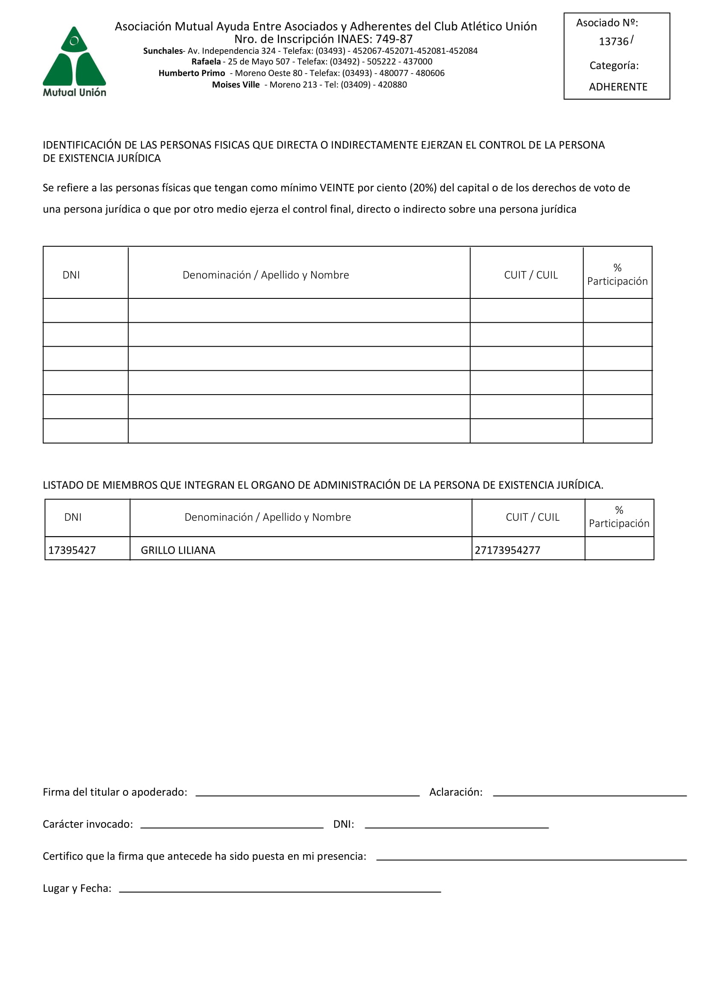 Asociación Mutual Ayuda Entre Asociados y Adherentes del Club Atlético Unión
Nro. de Inscripción INAES: 749-87
Sunchales- Av. Independencia 324 - Telefax: (03493) - 452067-452071-452081-452084
Rafaela - 25 de Mayo 507 - Telefax: (03492) - 505222 - 437000
Humberto Primo - Moreno Oeste 80 - Telefax: (03493) - 480077 - 480606
Moises Ville - Moreno 213 - Tel: (03409) - 420880
Mutual Unión
Asociado Nº:
13736 /
Categoría:
ADHERENTE
IDENTIFICACIÓN DE LAS PERSONAS FISICAS QUE DIRECTA O INDIRECTAMENTE EJERZAN EL CONTROL DE LA PERSONA
DE EXISTENCIA JURÍDICA
Se refiere a las personas físicas que tengan como mínimo VEINTE por ciento (20%) del capital o de los derechos de voto de
una persona jurídica o que por otro medio ejerza el control final, directo o indirecto sobre una persona jurídica
DNI Denominación / Apellido y Nombre CUIT / CUIL %
Participación
LISTADO DE MIEMBROS QUE INTEGRAN EL ORGANO DE ADMINISTRACIÓN DE LA PERSONA DE EXISTENCIA JURÍDICA.
DNI Denominación / Apellido y Nombre CUIT / CUIL %
Participación
17395427 GRILLO LILIANA 27173954277
Firma del titular o apoderado: Aclaración:
Carácter invocado: DNI:
Certifico que la firma que antecede ha sido puesta en mi presencia:
Lugar y Fecha: